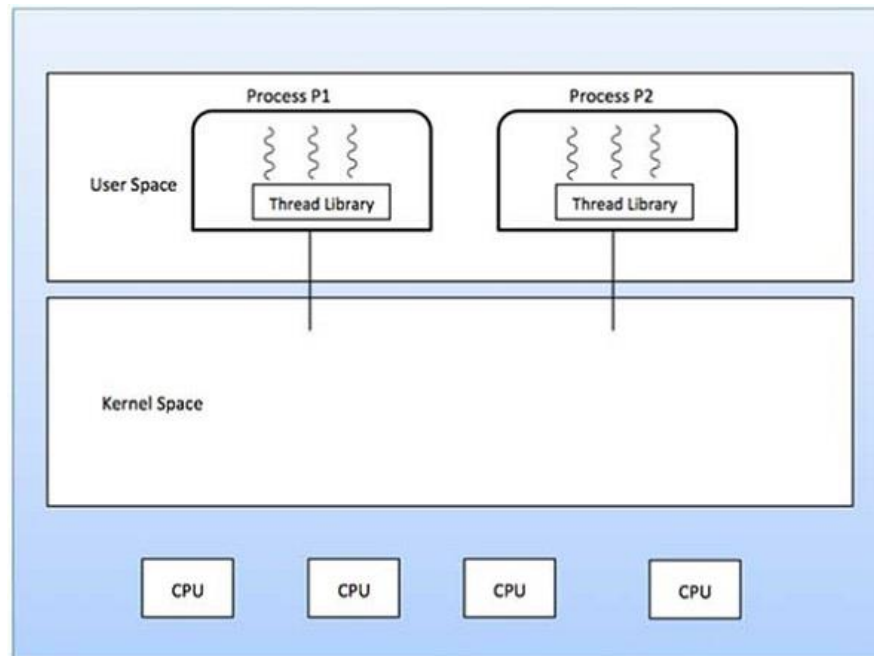 Process P1
Process P2
User Space
Thread Library
Thread Library
Kernel Space
CPU
CPU
CPU
CPU